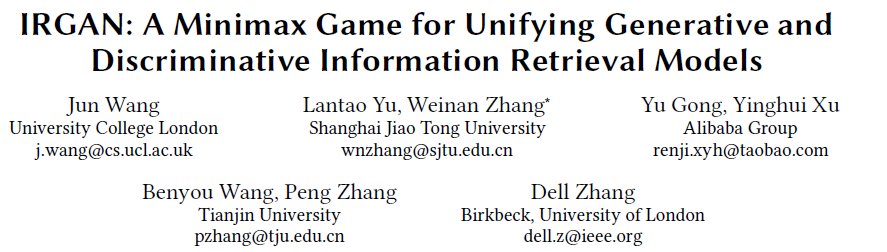 IRGAN: A Minimax Game for Unifying Generative and
Discriminative Information Retrieval Models
Jun Wang
University College London
j.wang@cs.ucl.ac.uk
Lantao Yu, Weinan Zhang*
Shanghai Jiao Tong University
wnzhang@sjtu.edu.cn
Yu Gong, Yinghui Xu
Alibaba Group
renji.xyh@taobao.com
Benyou Wang, Peng Zhang
Tianjin University
pzhang@tju.edu.cn
Dell Zhang
Birkbeck, University of London
dell.z@ieee.org